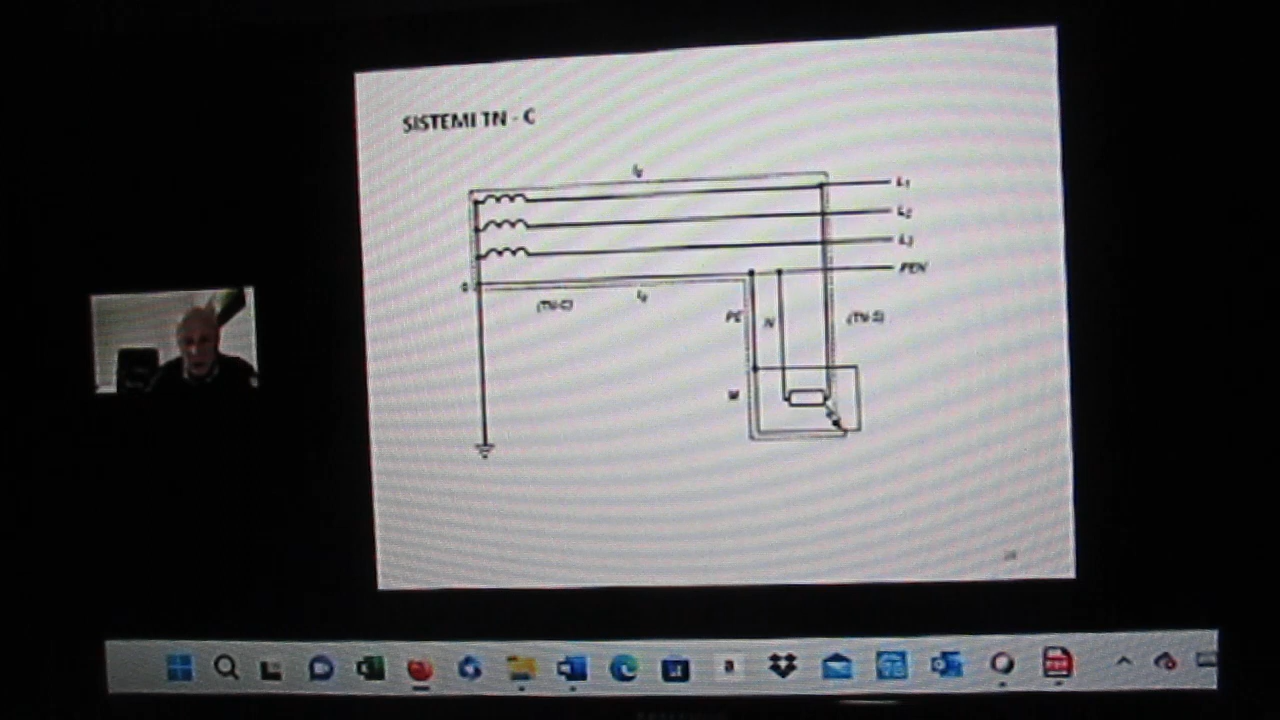 SISTEMI TN - C
L1
L2
L3
PEN
(TN-C)
PE
N
(TN-S)
M